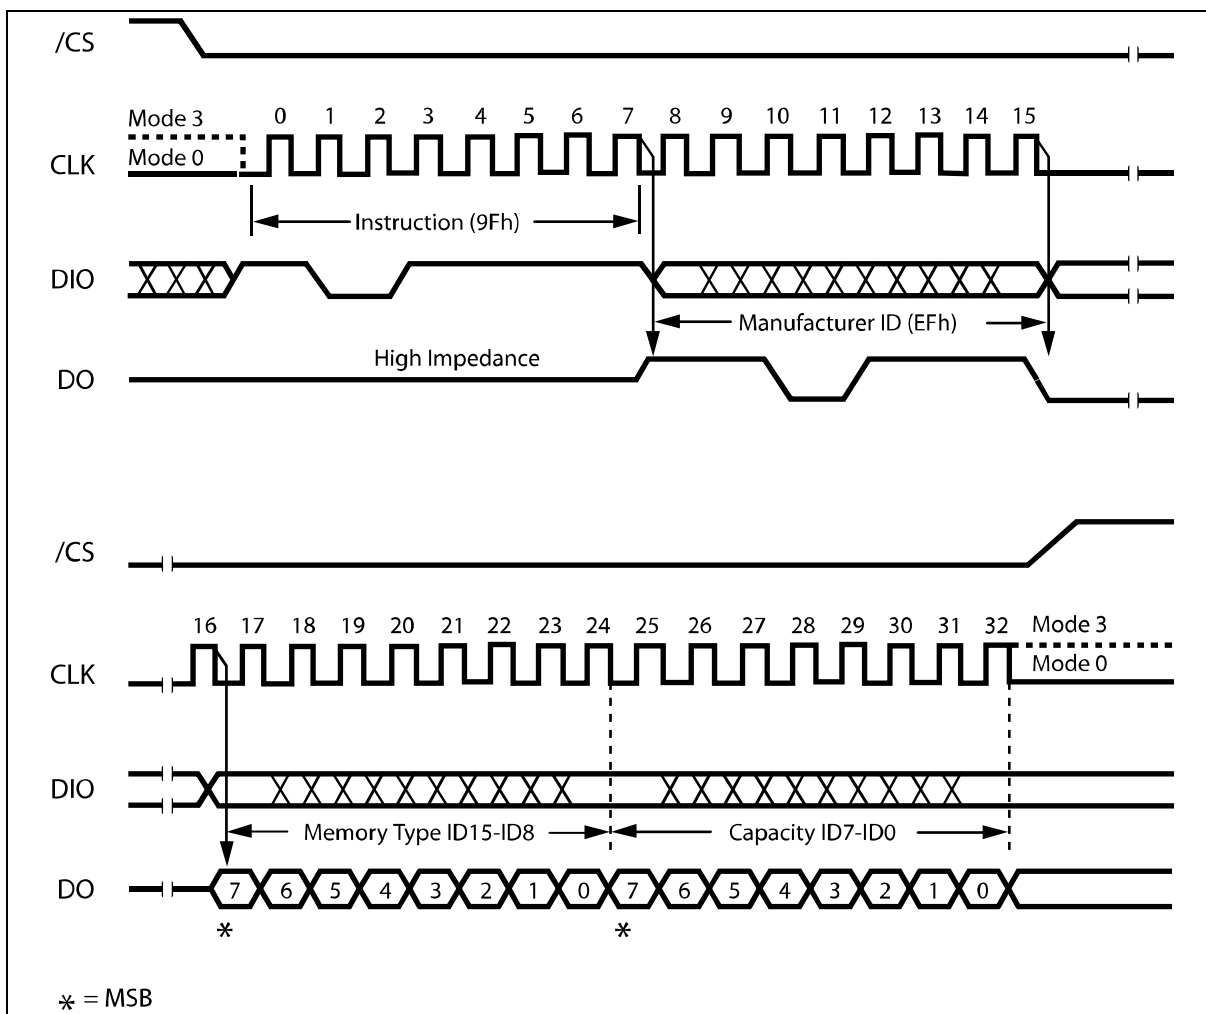 /CS
Mode 3
0 1 2 3 4 5 6 7 8 9 10 11 12 13 14 15
CLK
Mode 0
Instruction (9Fh)
DIO
Manufacturer ID (EFh)
High Impedance
DO
/CS
16 17 18 19 20 21 22 23 24 25 26 27 28 29 30 31 32
Mode 3
CLK
Mode 0
DIO
Memory Type ID15-ID8
Capacity ID7-ID0
DO
7 6 5 4 3 2 1 0 7 6 5 4 3 2 1 0
* *
* = MSB